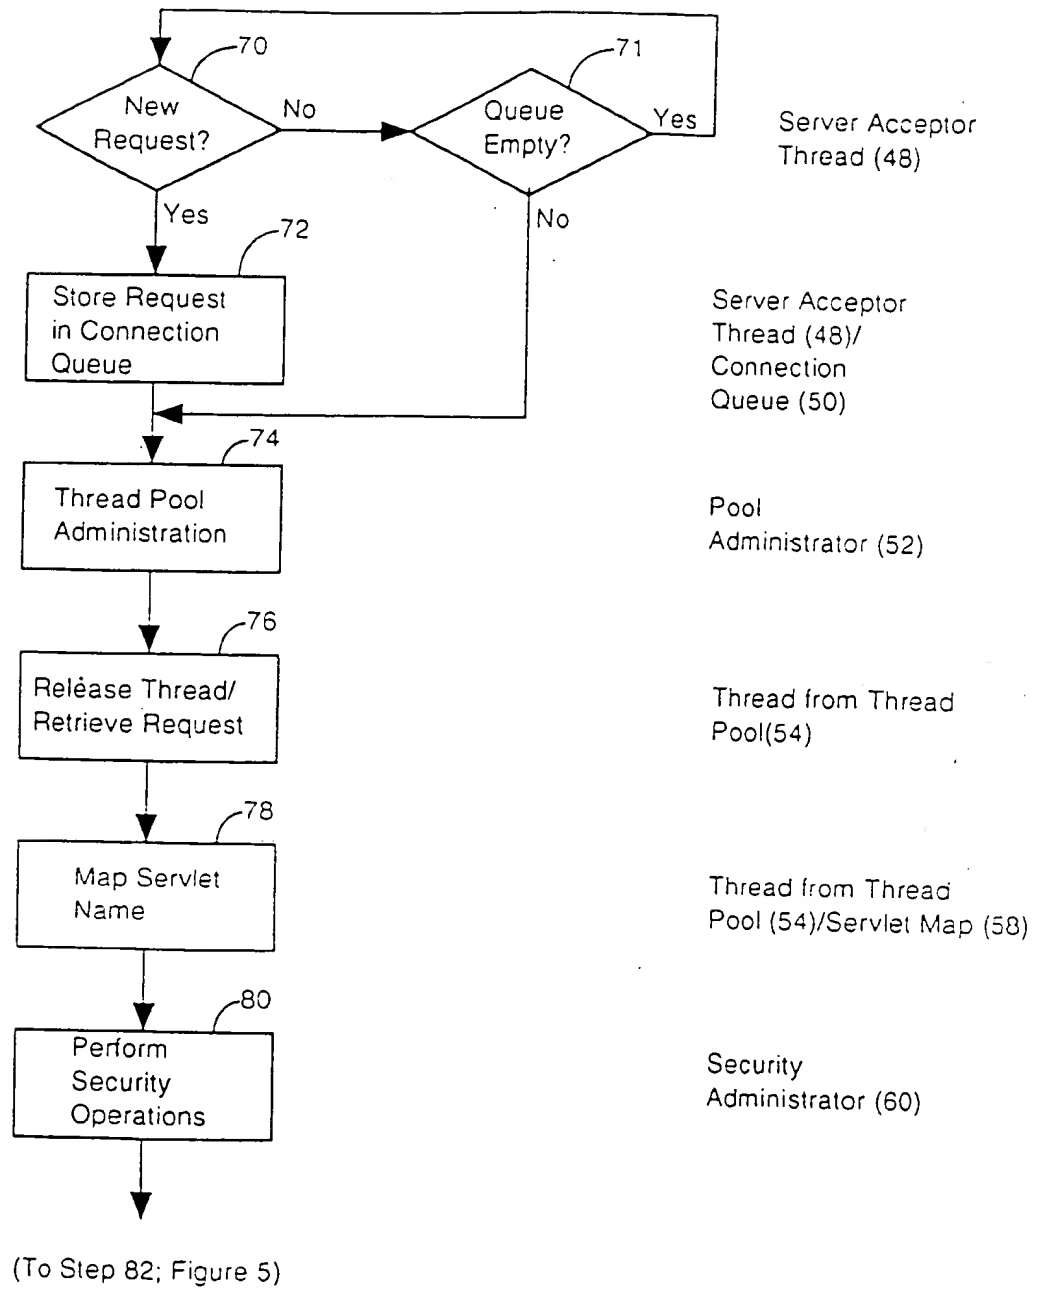 70
71
New
Request?
No
Queue
Empty?
Yes
Server Acceptor
Thread (48)
Yes
No
72
Store Request
in Connection
Queue
Server Acceptor
Thread (48)/
Connection
Queue (50)
74
Thread Pool
Administration
Pool
Administrator (52)
76
Release Thread/
Retrieve Request
Thread from Thread
Pool(54)
78
Map Servlet
Name
Thread from Thread
Pool (54)/Servlet Map (58)
80
Perform
Security
Operations
Security
Administrator (60)
(To Step 82; Figure 5)